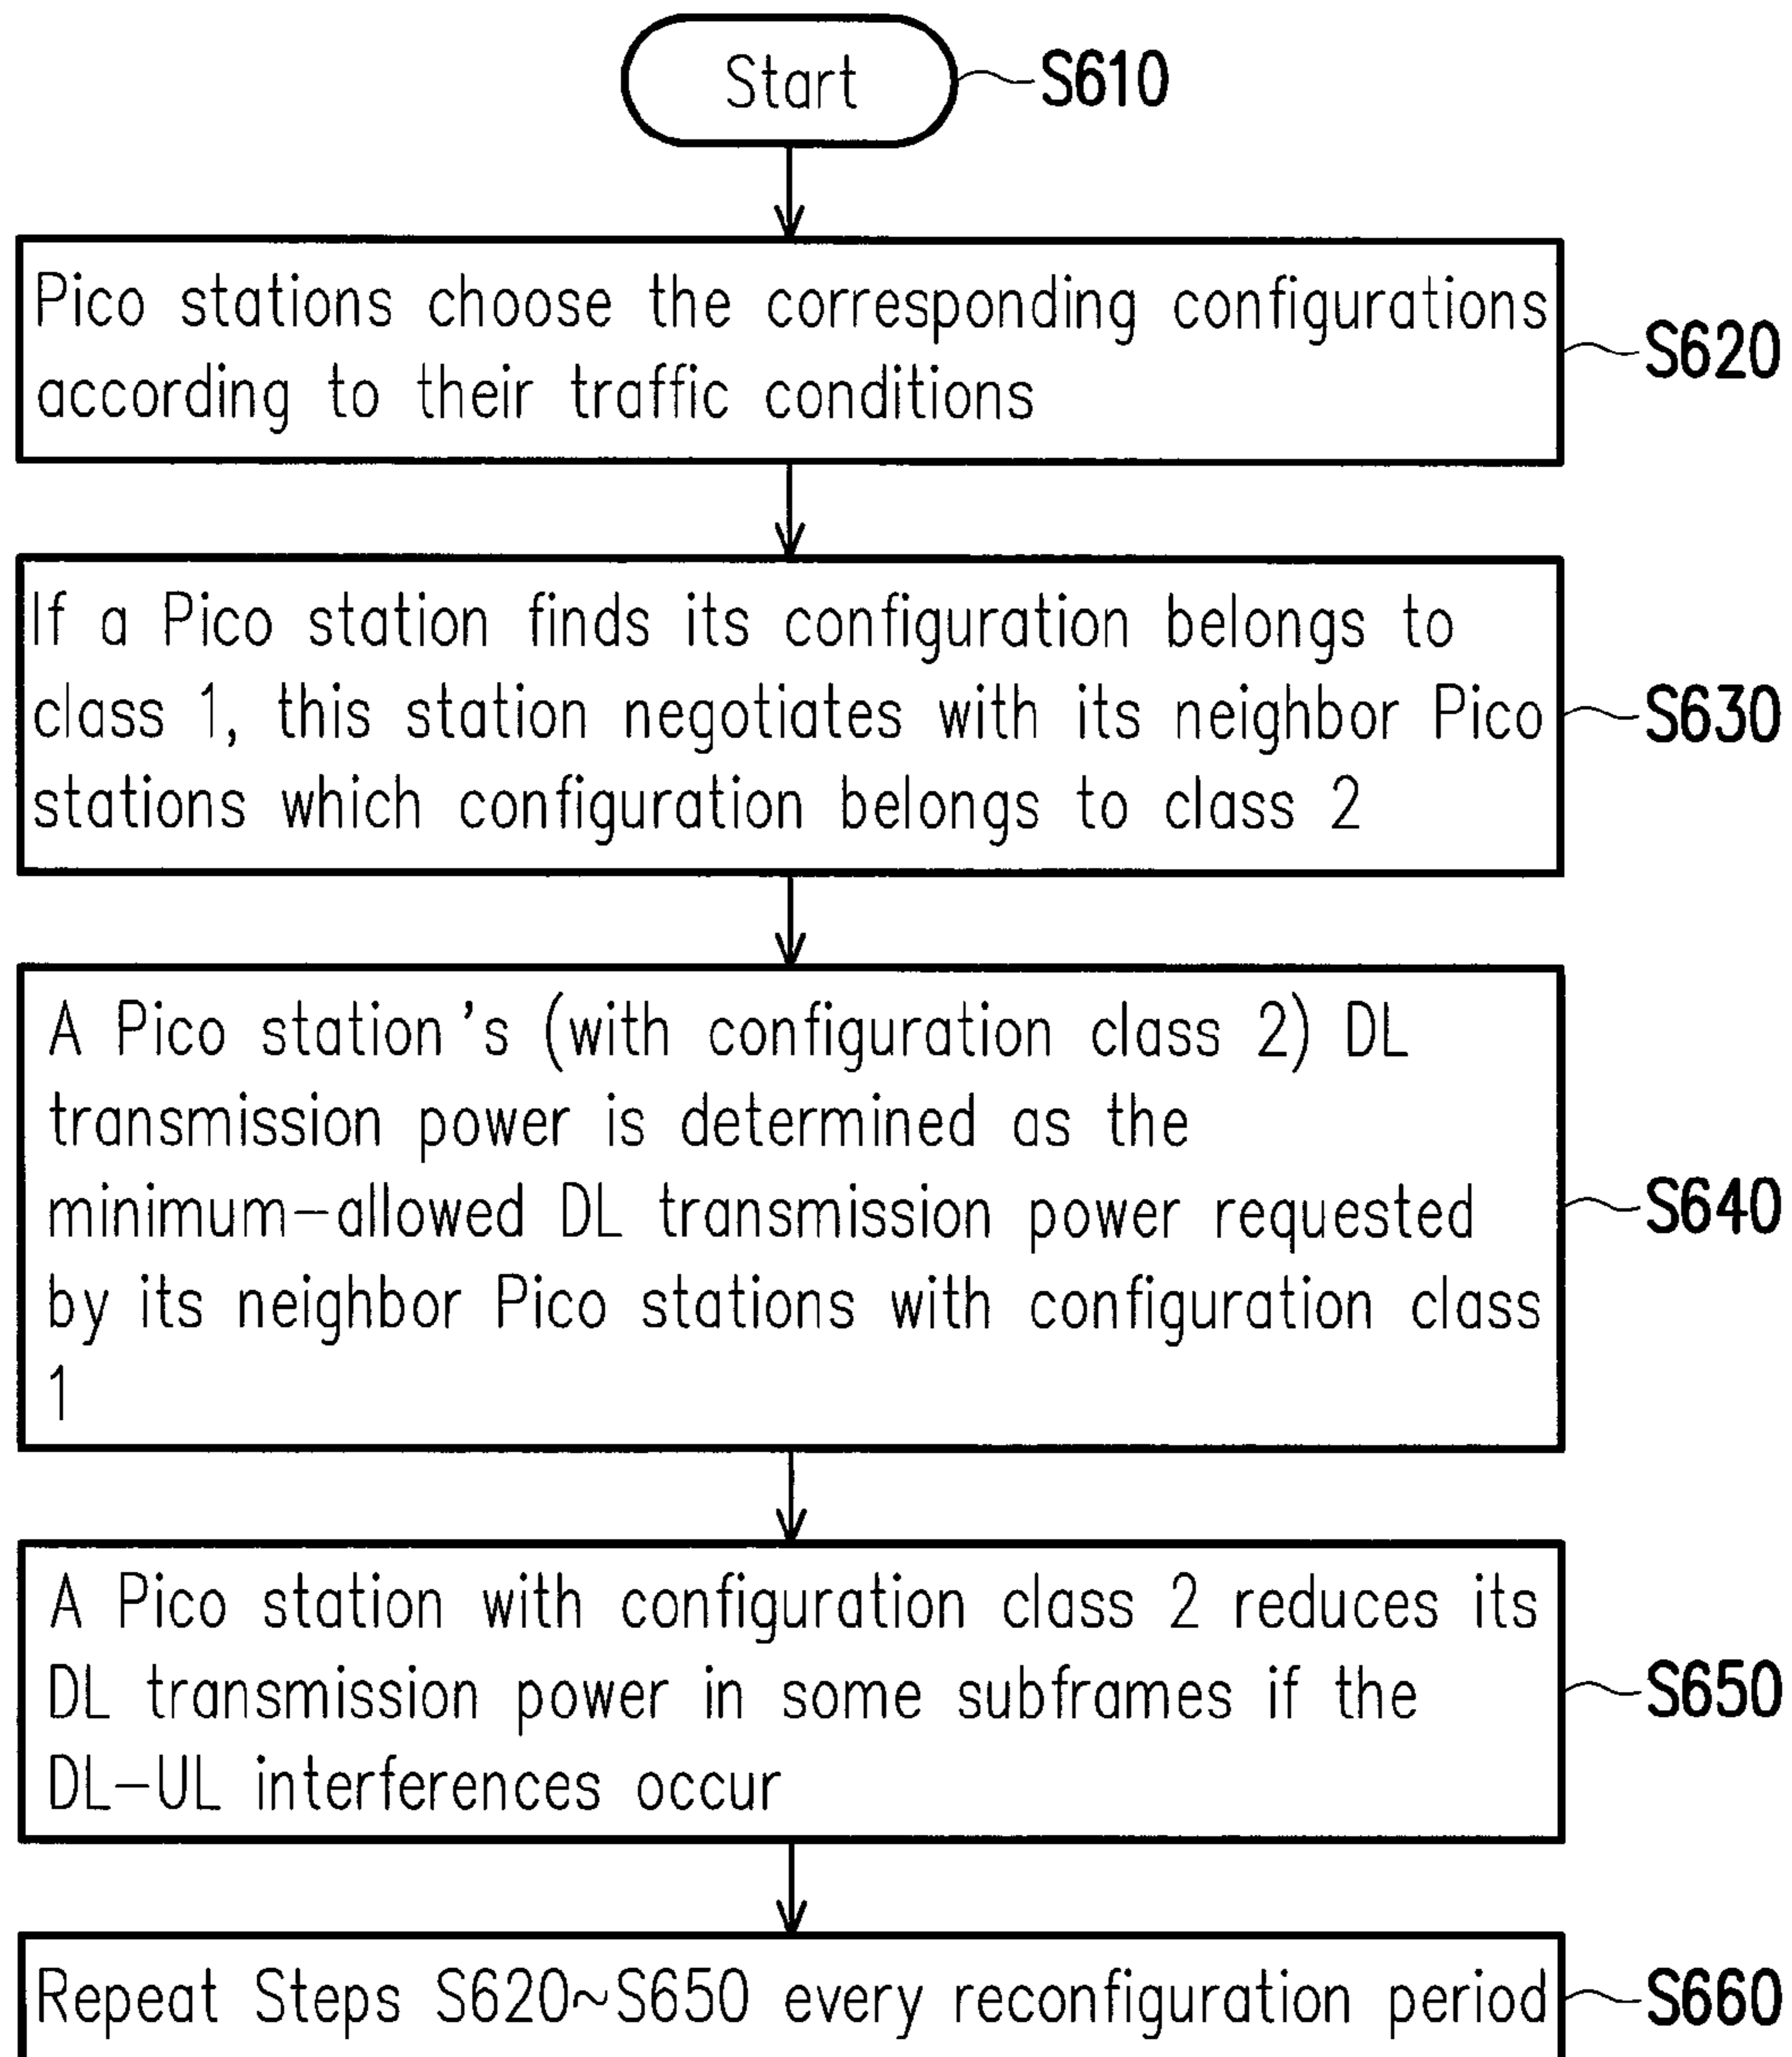 Start
S610
Pico stations choose the corresponding configurations
according to their traffic conditions
S620
If a Pico station finds its configuration belongs to
class 1, this station negotiates with its neighbor Pico
stations which configuration belongs to class 2
S630
A Pico station's (with configuration class 2) DL
transmission power is determined as the
minimum-allowed DL transmission power requested
by its neighbor Pico stations with configuration class
1
S640
A Pico station with configuration class 2 reduces its
DL transmission power in some subframes if the
DL-UL interferences occur
S650
Repeat Steps S620~S650 every reconfiguration period
S660